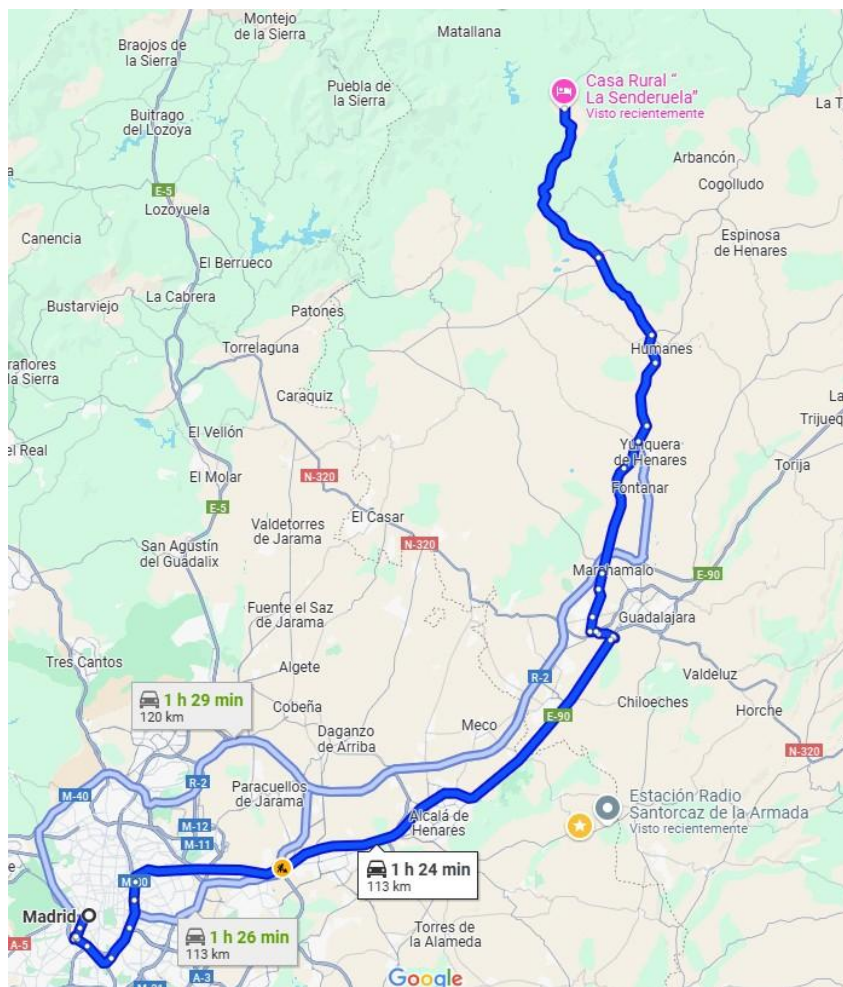 Montejo
de la Sierra
Matallana
Braojos de
la Sierra
Puebla de
la Sierra
Casa Rural "
La Senderuela"
Visto recientemente
Buitrago
del Lozoya
La T
Arbancón
E-5
Cogolludo
Lozoyuela
Canencia
Espinosa
de Henares
El Berrueco
La Cabrera
Bustarviejo
Patones
Humanes
Torrelaguna
raflores
la Sierra
Caraquiz
La
Trijueq
El Vellón
el Real
Yunquera
de Henares
Torija
El Molar
N-320
Fontanar
E-5
El Casar
Valdetorres
de Jarama
N-320
San Agustín
del Guadalix
Marchamalo
E-90
Fuente el Saz
de Jarama
Guadalajara
Tres Cantos
Algete
R-2
Valdeluz
1 h 29 min
120 km
Cobeña
Chiloeches
Horche
E-90
Meco
Daganzo
de Arriba
N-320
R-2
M-40
Paracuellos
de Jarama
Estación Radio
Santorcaz de la Armada
Visto recientemente
Alcalá de
Henares
M-12
M-11
1 h 24 min
113 km
Madrid
1 h 26 min
113 km
Torres de
la Alameda
A-5
A-3
Google